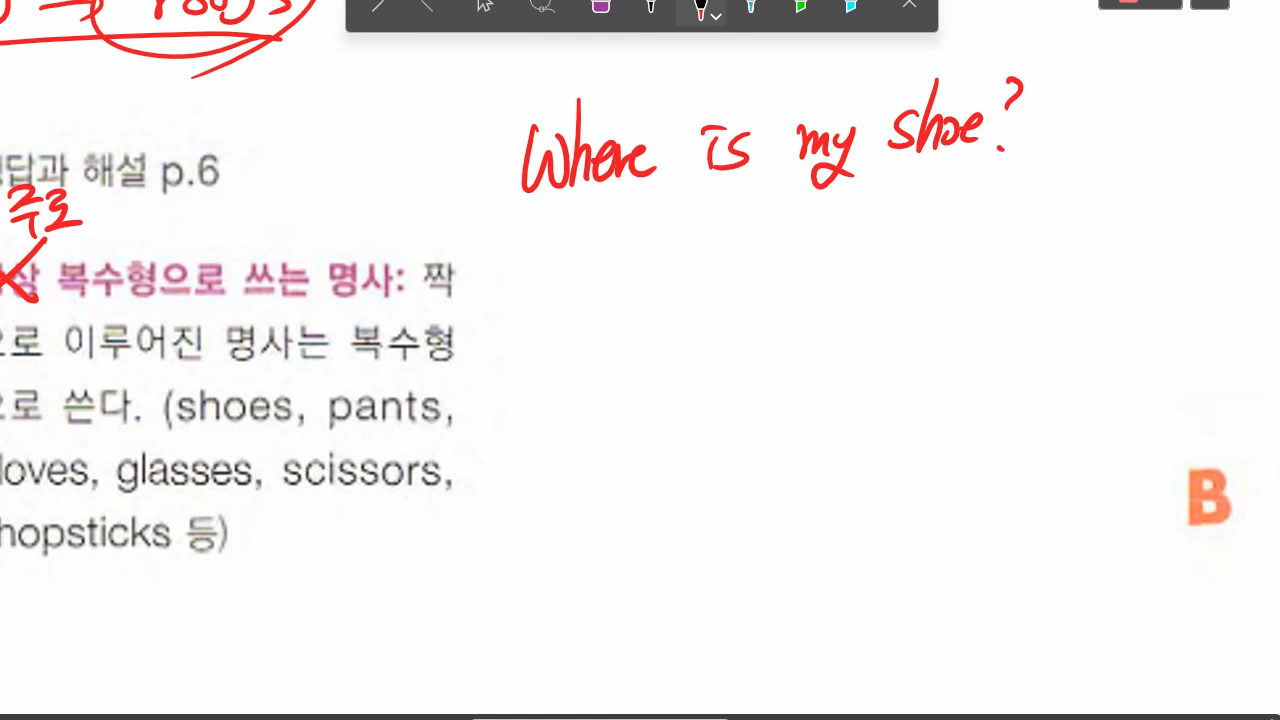 Where is my shoe?
답과 해설 p.6
주로
상 복수형으로 쓰는 명사: 짝
으로 이루어진 명사는 복수형
으로 쓴다. (shoes, pants,
loves, glasses, scissors,
hopsticks 등)
B